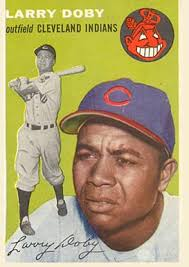 LARRY DOBY
outfield CLEVELAND INDIANS
Larry Doby